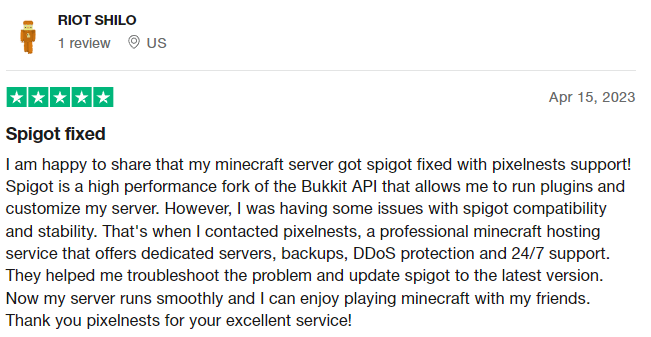 RIOT SHILO
1 review US
Apr 15, 2023
Spigot fixed
I am happy to share that my minecraft server got spigot fixed with pixelnests support!
Spigot is a high performance fork of the Bukkit API that allows me to run plugins and
customize my server. However, I was having some issues with spigot compatibility
and stability. That's when I contacted pixelnests, a professional minecraft hosting
service that offers dedicated servers, backups, DDoS protection and 24/7 support.
They helped me troubleshoot the problem and update spigot to the latest version.
Now my server runs smoothly and I can enjoy playing minecraft with my friends.
Thank you pixelnests for your excellent service!